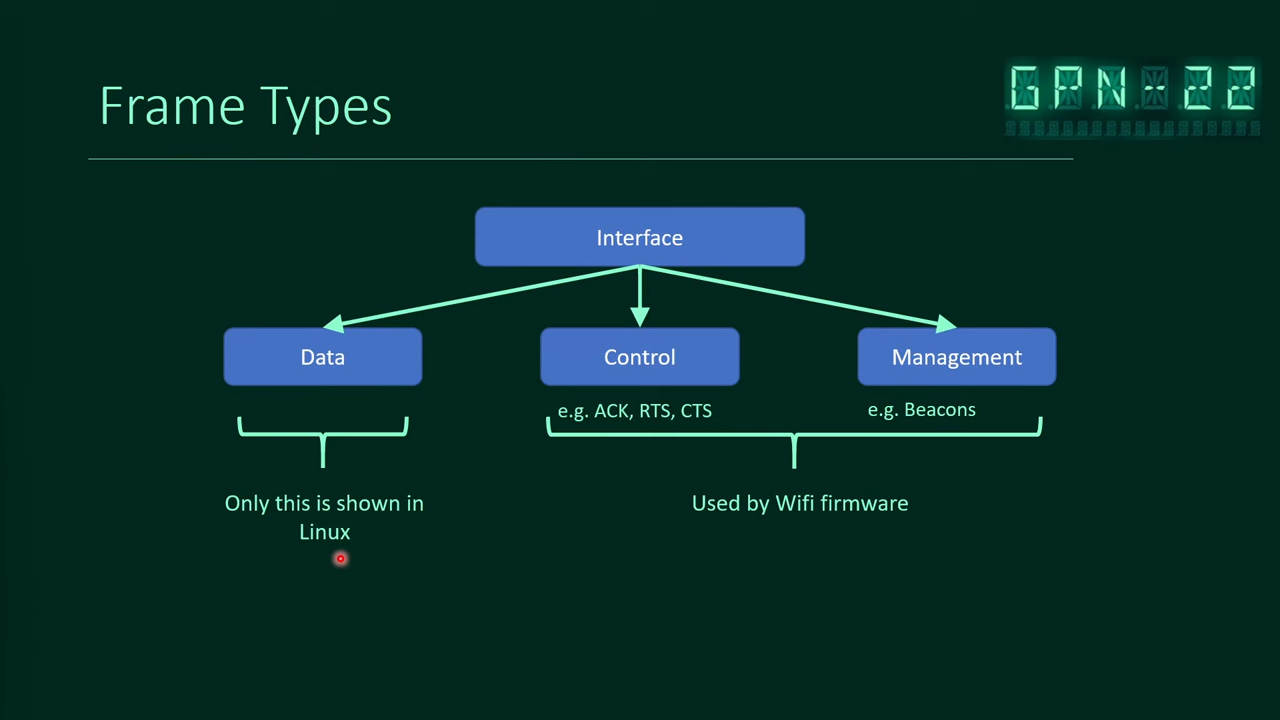 Frame Types
GPN-22
Interface
Data
Control
Management
e.g. ACK, RTS, CTS
e.g. Beacons
Only this is shown in
Linux
Used by Wifi firmware